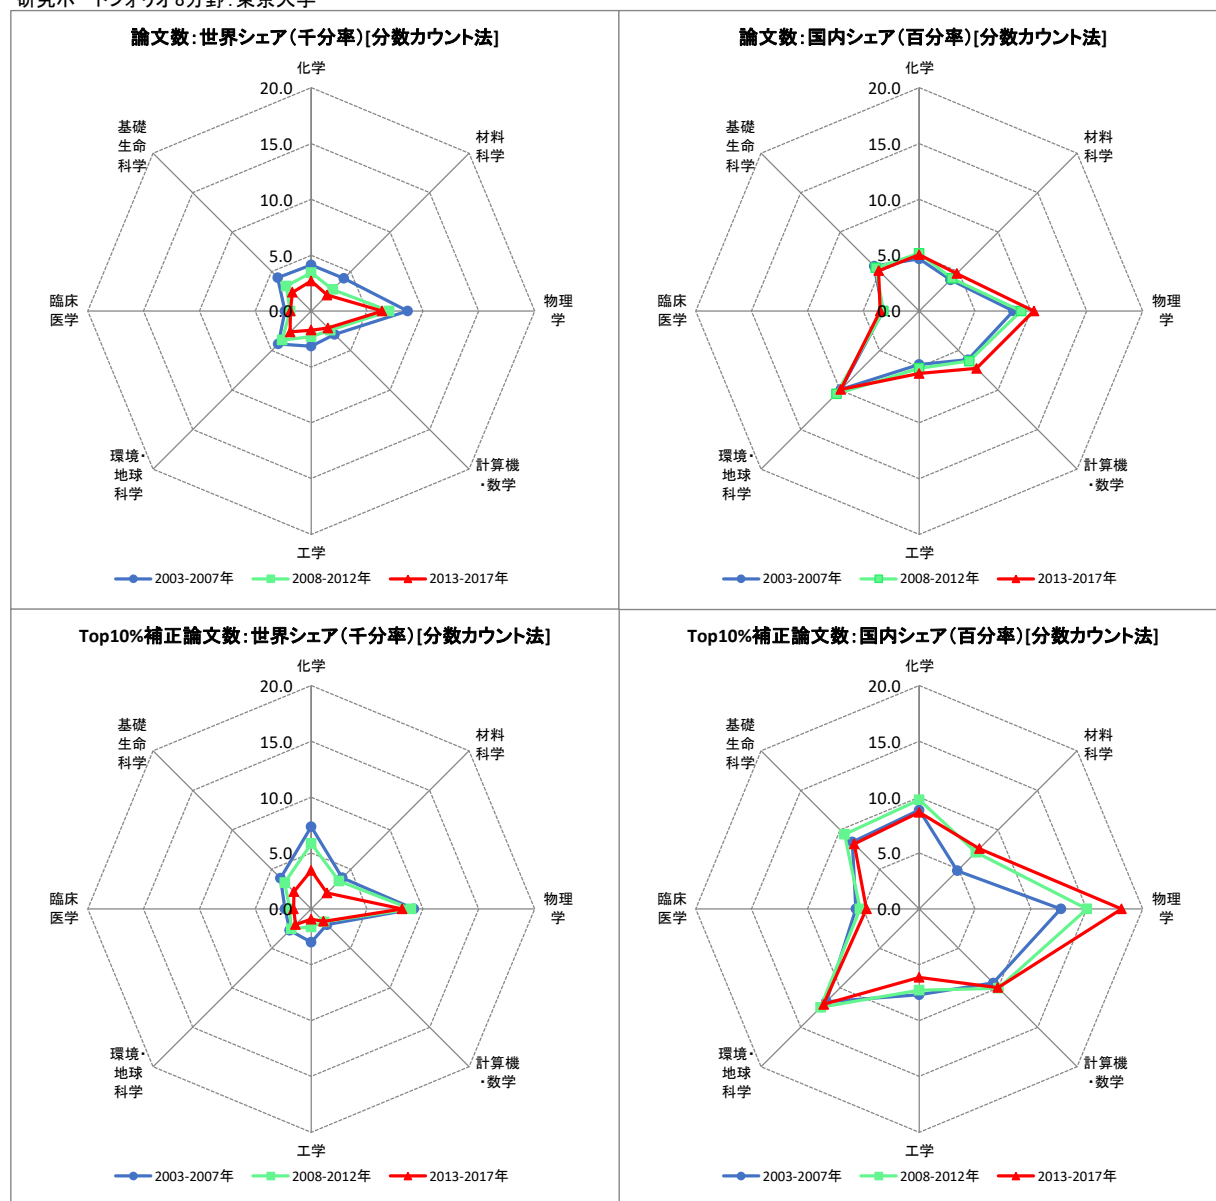 研究ポートフォリオ8分野：東京大学
論文数：世界シェア（千分率）[分数カウント法]
化学
20.0
15.0
10.0
5.0
0.0
材料
科学
物理
学
計算機
・数学
工学
環境・
地球
科学
臨床
医学
基礎
生命
科学
2003-2007年 2008-2012年 2013-2017年
論文数：国内シェア（百分率）[分数カウント法]
化学
20.0
15.0
10.0
5.0
0.0
材料
科学
物理
学
計算機
・数学
工学
環境・
地球
科学
臨床
医学
基礎
生命
科学
2003-2007年 2008-2012年 2013-2017年
Top10%補正論文数：世界シェア（千分率）[分数カウント法]
化学
20.0
15.0
10.0
5.0
0.0
材料
科学
物理
学
計算機
・数学
工学
環境・
地球
科学
臨床
医学
基礎
生命
科学
2003-2007年 2008-2012年 2013-2017年
Top10%補正論文数：国内シェア（百分率）[分数カウント法]
化学
20.0
15.0
10.0
5.0
0.0
材料
科学
物理
学
計算機
・数学
工学
環境・
地球
科学
臨床
医学
基礎
生命
科学
2003-2007年 2008-2012年 2013-2017年